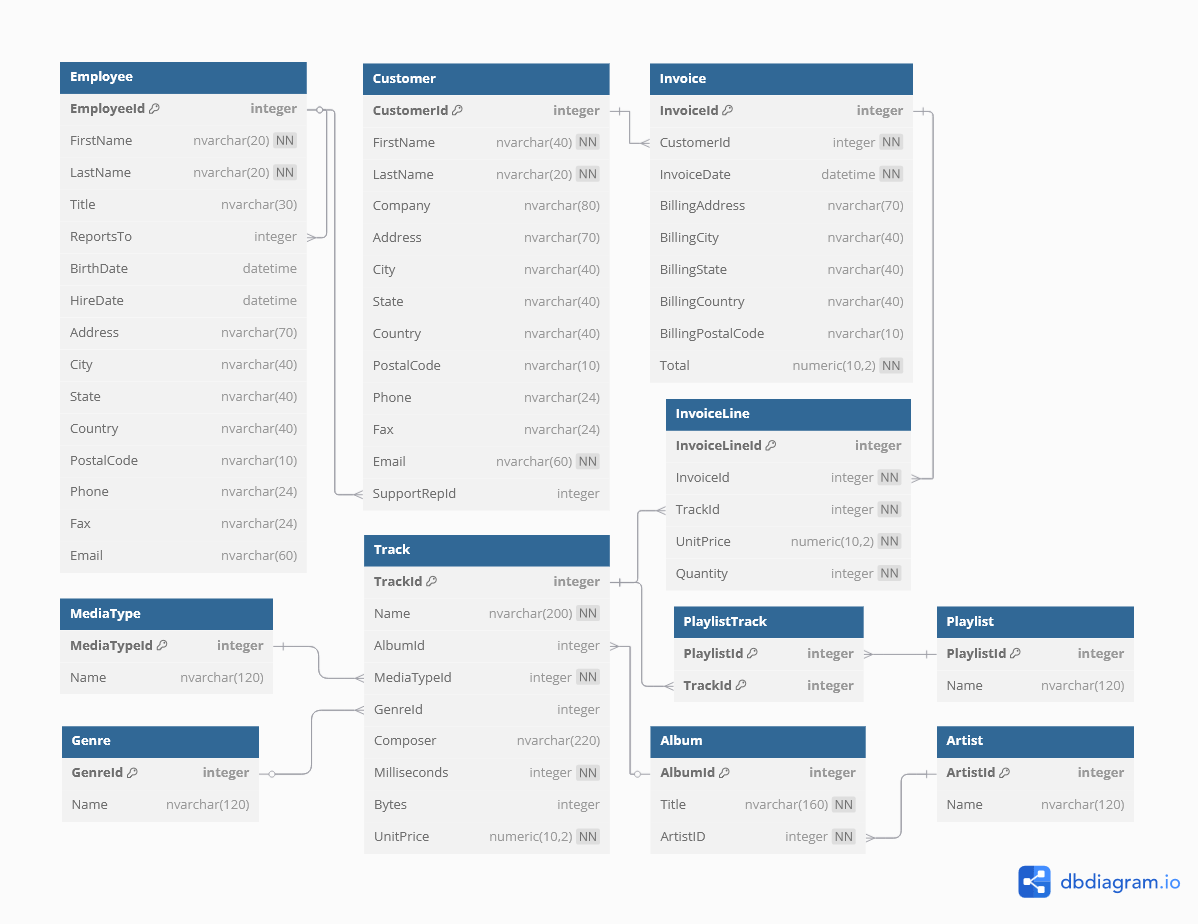 Employee
EmployeeId integer
FirstName nvarchar(20) NN
LastName nvarchar(20) NN
Title nvarchar(30)
ReportsTo integer
BirthDate datetime
HireDate datetime
Address nvarchar(70)
City nvarchar(40)
State nvarchar(40)
Country nvarchar(40)
PostalCode nvarchar(10)
Phone nvarchar(24)
Fax nvarchar(24)
Email nvarchar(60)
Customer
CustomerId integer
FirstName nvarchar(40) NN
LastName nvarchar(20) NN
Company nvarchar(80)
Address nvarchar(70)
City nvarchar(40)
State nvarchar(40)
Country nvarchar(40)
PostalCode nvarchar(10)
Phone nvarchar(24)
Fax nvarchar(24)
Email nvarchar(60) NN
SupportRepId integer
Invoice
InvoiceId integer
CustomerId integer NN
InvoiceDate datetime NN
BillingAddress nvarchar(70)
BillingCity nvarchar(40)
BillingState nvarchar(40)
BillingCountry nvarchar(40)
BillingPostalCode nvarchar(10)
Total numeric(10,2) NN
InvoiceLine
InvoiceLineId integer
InvoiceId integer NN
TrackId integer NN
UnitPrice numeric(10,2) NN
Quantity integer NN
MediaType
MediaTypeId integer
Name nvarchar(120)
Genre
GenreId integer
Name nvarchar(120)
Track
TrackId integer
Name nvarchar(200) NN
AlbumId integer
MediaTypeId integer NN
GenreId integer
Composer nvarchar(220)
Milliseconds integer NN
Bytes integer
UnitPrice numeric(10,2) NN
PlaylistTrack
PlaylistId integer
TrackId integer
Playlist
PlaylistId integer
Name nvarchar(120)
Album
AlbumId integer
Title nvarchar(160) NN
ArtistID integer NN
Artist
ArtistId integer
Name nvarchar(120)
dbdiagram.io